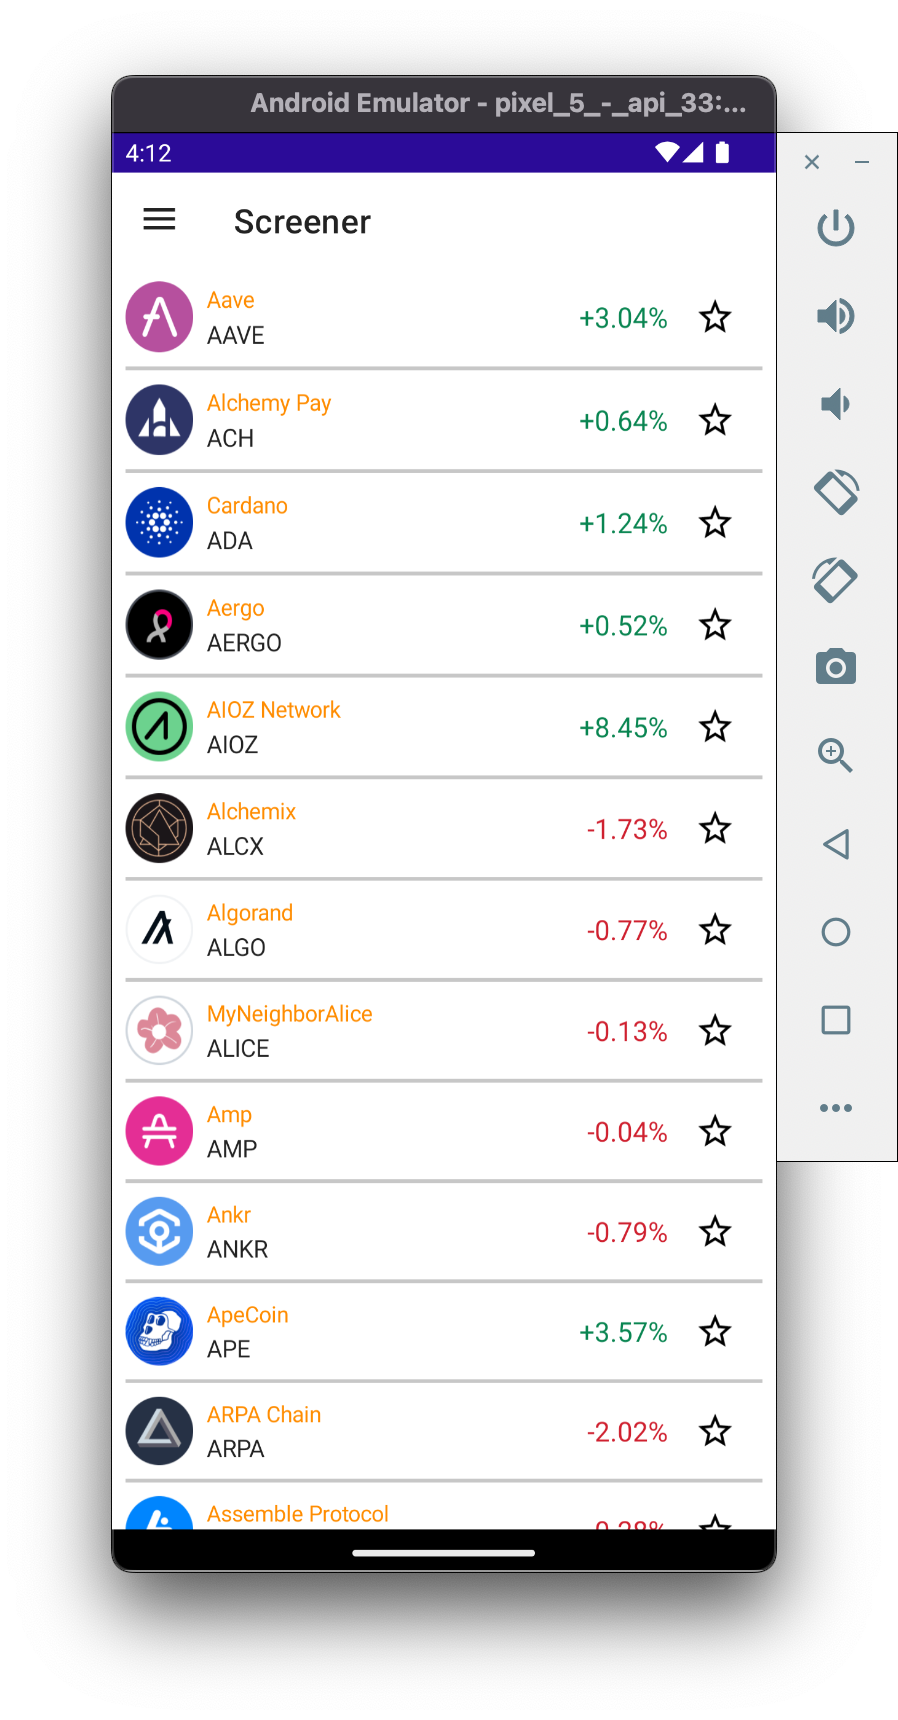 Android Emulator - pixel_5_-_api_33:...
4:12
Screener
Aave
AAVE
+3.04%
Alchemy Pay
ACH
+0.64%
Cardano
ADA
+1.24%
Aergo
AERGO
+0.52%
AIOZ Network
AIOZ
+8.45%
Alchemix
ALCX
-1.73%
Algorand
ALGO
-0.77%
MyNeighborAlice
ALICE
-0.13%
Amp
AMP
-0.04%
Ankr
ANKR
-0.79%
ApeCoin
APE
+3.57%
ARPA Chain
ARPA
-2.02%
Assemble Protocol